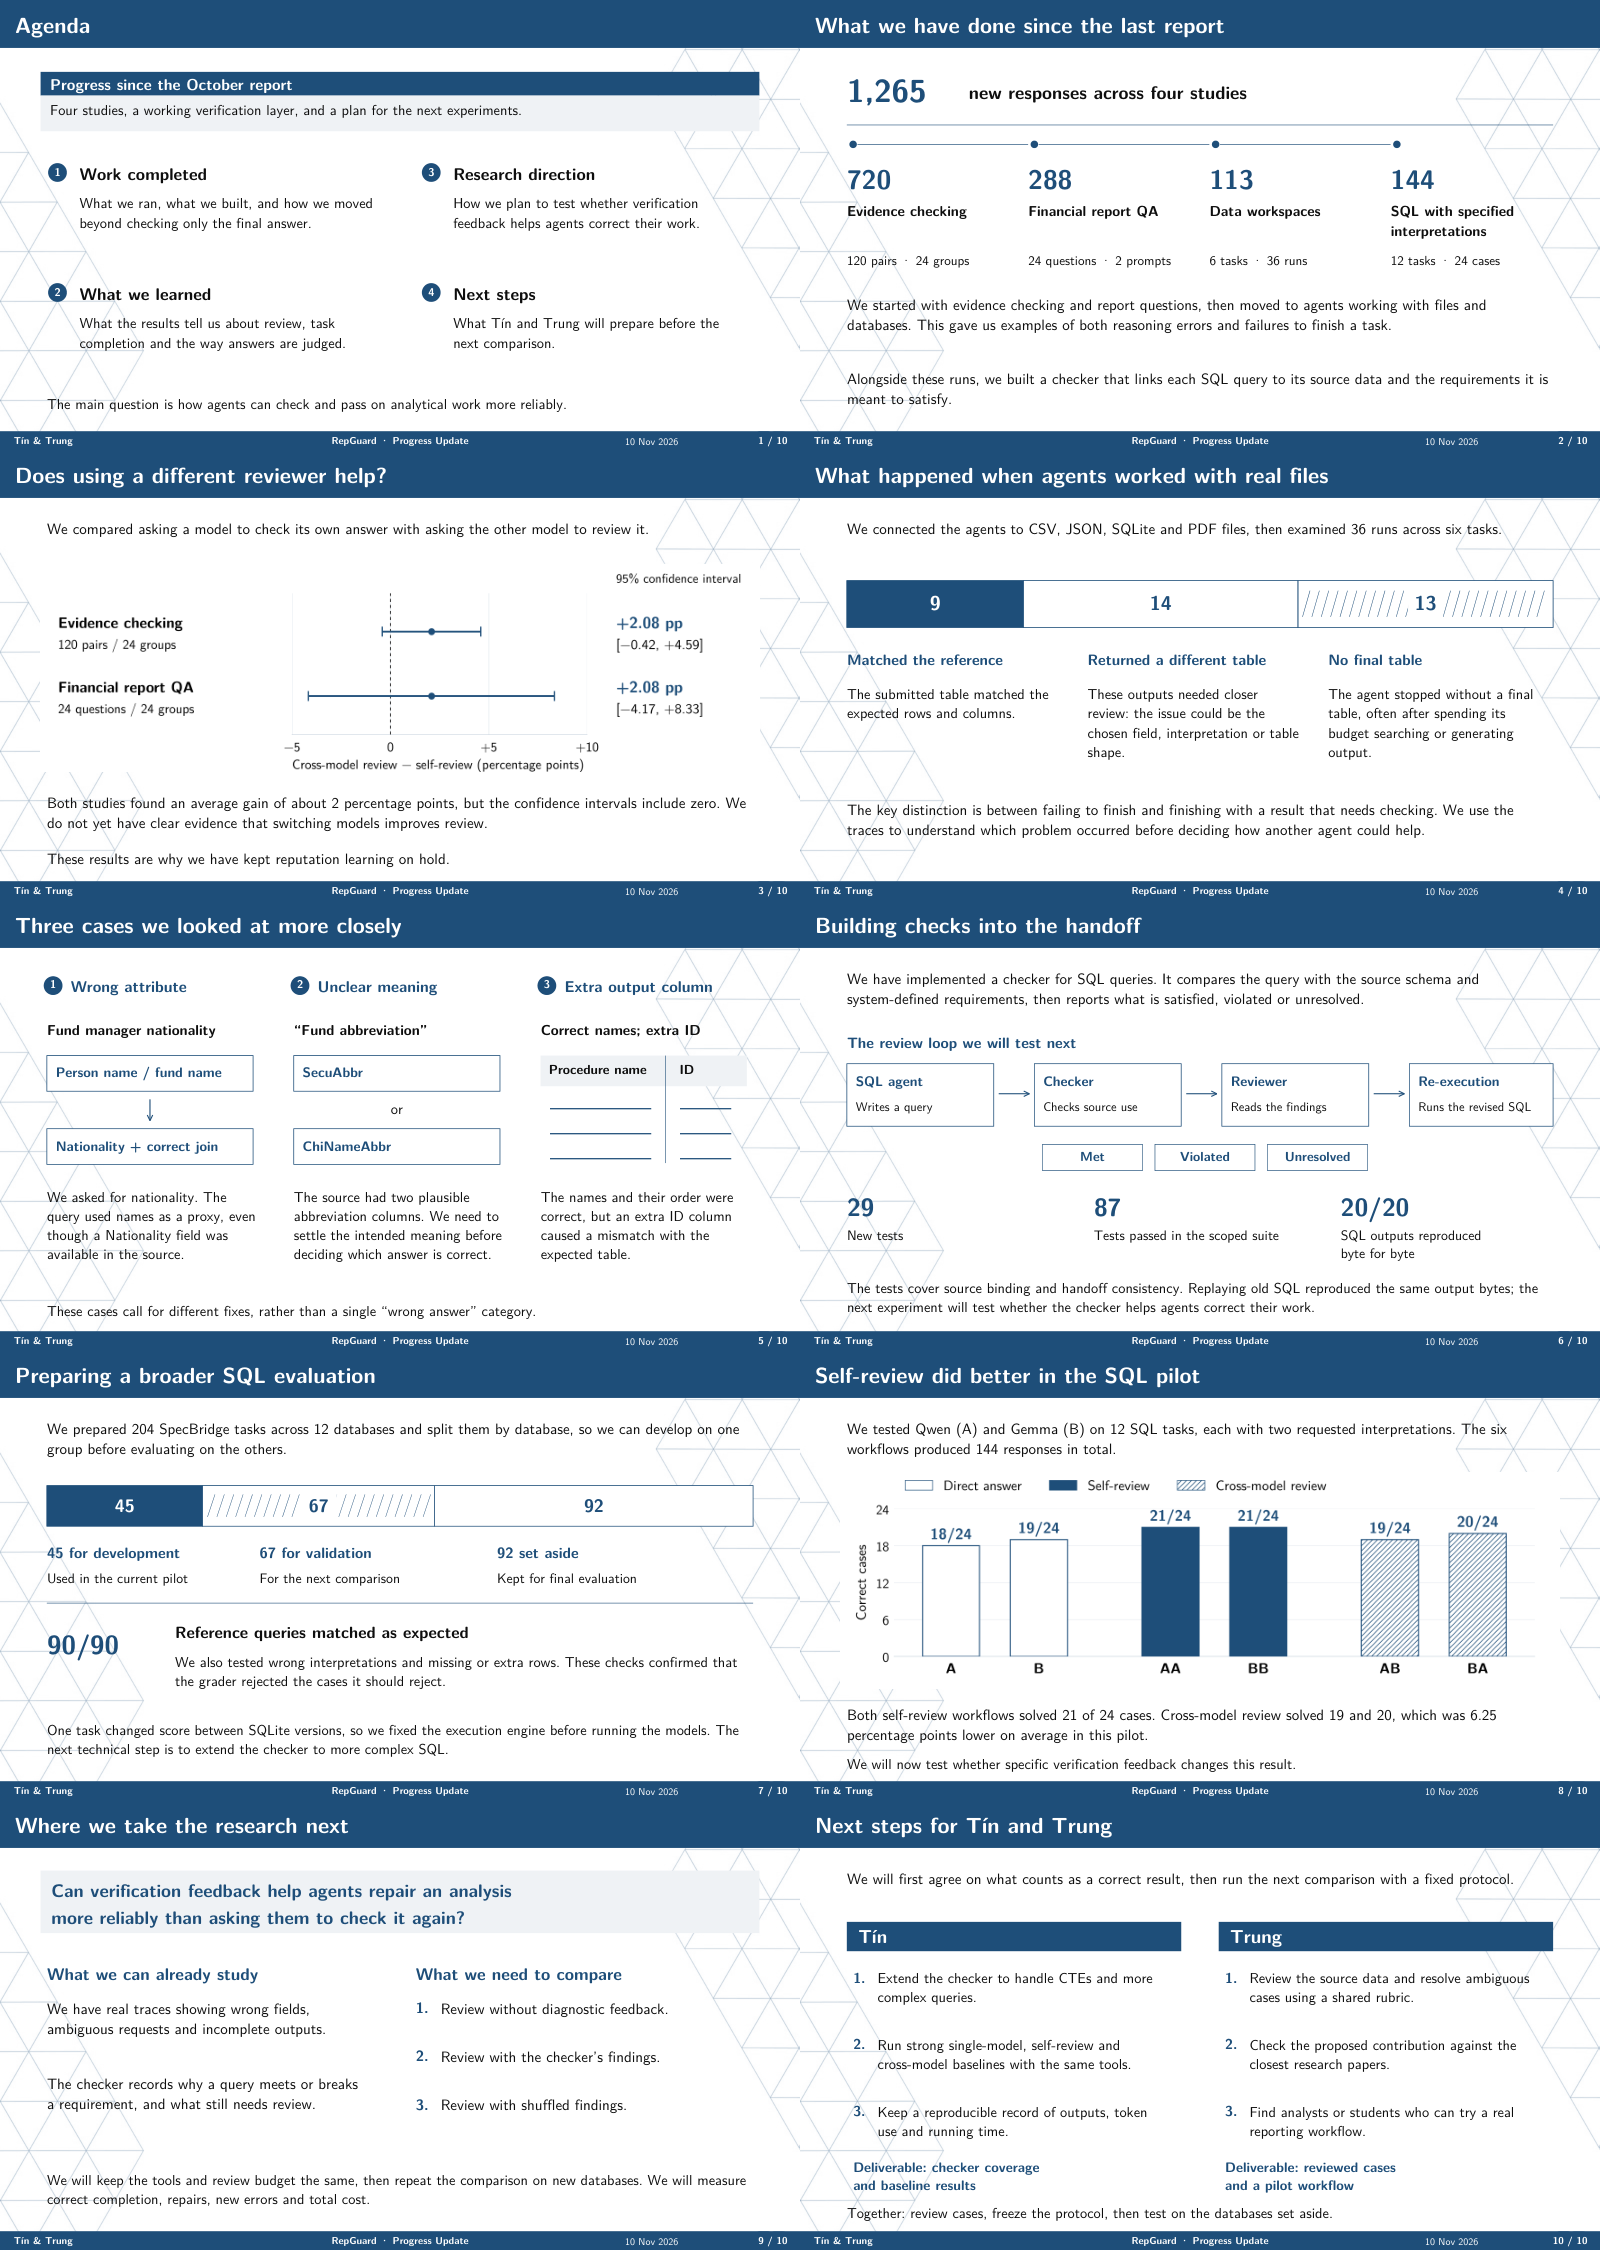 Agenda
Progress since the October report
Four studies, a working verification layer, and a plan for the next experiments.
1 Work completed
What we ran, what we built, and how we moved
beyond checking only the final answer.
3 Research direction
How we plan to test whether verification
feedback helps agents correct their work.
2 What we learned
What the results tell us about review, task
completion and the way answers are judged.
4 Next steps
What Tín and Trung will prepare before the
next comparison.
The main question is how agents can check and pass on analytical work more reliably.
Tín & Trung RepGuard · Progress Update 10 Nov 2026 1 / 10
What we have done since the last report
1,265 new responses across four studies
720 288 113 144
Evidence checking Financial report QA Data workspaces SQL with specified
interpretations
120 pairs · 24 groups 24 questions · 2 prompts 6 tasks · 36 runs 12 tasks · 24 cases
We started with evidence checking and report questions, then moved to agents working with files and
databases. This gave us examples of both reasoning errors and failures to finish a task.
Alongside these runs, we built a checker that links each SQL query to its source data and the requirements it is
meant to satisfy.
Tín & Trung RepGuard · Progress Update 10 Nov 2026 2 / 10
Does using a different reviewer help?
We compared asking a model to check its own answer with asking the other model to review it.
95% confidence interval
Evidence checking +2.08 pp
120 pairs / 24 groups [−0.42, +4.59]
Financial report QA +2.08 pp
24 questions / 24 groups [−4.17, +8.33]
−5 0 +5 +10
Cross-model review − self-review (percentage points)
Both studies found an average gain of about 2 percentage points, but the confidence intervals include zero. We
do not yet have clear evidence that switching models improves review.
These results are why we have kept reputation learning on hold.
Tín & Trung RepGuard · Progress Update 10 Nov 2026 3 / 10
What happened when agents worked with real files
We connected the agents to CSV, JSON, SQLite and PDF files, then examined 36 runs across six tasks.
9 14 13
Matched the reference
The submitted table matched the
expected rows and columns.
Returned a different table
These outputs needed closer
review: the issue could be the
chosen field, interpretation or table
shape.
No final table
The agent stopped without a final
table, often after spending its
budget searching or generating
output.
The key distinction is between failing to finish and finishing with a result that needs checking. We use the
traces to understand which problem occurred before deciding how another agent could help.
Tín & Trung RepGuard · Progress Update 10 Nov 2026 4 / 10
Three cases we looked at more closely
1 Wrong attribute
Fund manager nationality
Person name / fund name
Nationality + correct join
We asked for nationality. The
query used names as a proxy, even
though a Nationality field was
available in the source.
2 Unclear meaning
“Fund abbreviation”
SecuAbbr
or
ChiNameAbbr
The source had two plausible
abbreviation columns. We need to
settle the intended meaning before
deciding which answer is correct.
3 Extra output column
Correct names; extra ID
Procedure name ID
The names and their order were
correct, but an extra ID column
caused a mismatch with the
expected table.
These cases call for different fixes, rather than a single “wrong answer” category.
Tín & Trung RepGuard · Progress Update 10 Nov 2026 5 / 10
Building checks into the handoff
We have implemented a checker for SQL queries. It compares the query with the source schema and
system-defined requirements, then reports what is satisfied, violated or unresolved.
The review loop we will test next
SQL agent Checker Reviewer Re-execution
Writes a query Checks source use Reads the findings Runs the revised SQL
Met Violated Unresolved
29 87 20/20
New tests Tests passed in the scoped suite SQL outputs reproduced
byte for byte
The tests cover source binding and handoff consistency. Replaying old SQL reproduced the same output bytes; the
next experiment will test whether the checker helps agents correct their work.
Tín & Trung RepGuard · Progress Update 10 Nov 2026 6 / 10
Preparing a broader SQL evaluation
We prepared 204 SpecBridge tasks across 12 databases and split them by database, so we can develop on one
group before evaluating on the others.
45 67 92
45 for development 67 for validation 92 set aside
Used in the current pilot For the next comparison Kept for final evaluation
90/90 Reference queries matched as expected
We also tested wrong interpretations and missing or extra rows. These checks confirmed that
the grader rejected the cases it should reject.
One task changed score between SQLite versions, so we fixed the execution engine before running the models. The
next technical step is to extend the checker to more complex SQL.
Tín & Trung RepGuard · Progress Update 10 Nov 2026 7 / 10
Self-review did better in the SQL pilot
We tested Qwen (A) and Gemma (B) on 12 SQL tasks, each with two requested interpretations. The six
workflows produced 144 responses in total.
Direct answer Self-review Cross-model review
Correct cases
24
18
12
6
0
18/24 19/24 21/24 21/24 19/24 20/24
A B AA BB AB BA
Both self-review workflows solved 21 of 24 cases. Cross-model review solved 19 and 20, which was 6.25
percentage points lower on average in this pilot.
We will now test whether specific verification feedback changes this result.
Tín & Trung RepGuard · Progress Update 10 Nov 2026 8 / 10
Where we take the research next
Can verification feedback help agents repair an analysis
more reliably than asking them to check it again?
What we can already study
We have real traces showing wrong fields,
ambiguous requests and incomplete outputs.
The checker records why a query meets or breaks
a requirement, and what still needs review.
What we need to compare
1. Review without diagnostic feedback.
2. Review with the checker's findings.
3. Review with shuffled findings.
We will keep the tools and review budget the same, then repeat the comparison on new databases. We will measure
correct completion, repairs, new errors and total cost.
Tín & Trung RepGuard · Progress Update 10 Nov 2026 9 / 10
Next steps for Tín and Trung
We will first agree on what counts as a correct result, then run the next comparison with a fixed protocol.
Tín
1. Extend the checker to handle CTEs and more
complex queries.
2. Run strong single-model, self-review and
cross-model baselines with the same tools.
3. Keep a reproducible record of outputs, token
use and running time.
Deliverable: checker coverage
and baseline results
Trung
1. Review the source data and resolve ambiguous
cases using a shared rubric.
2. Check the proposed contribution against the
closest research papers.
3. Find analysts or students who can try a real
reporting workflow.
Deliverable: reviewed cases
and a pilot workflow
Together: review cases, freeze the protocol, then test on the databases set aside.
Tín & Trung RepGuard · Progress Update 10 Nov 2026 10 / 10